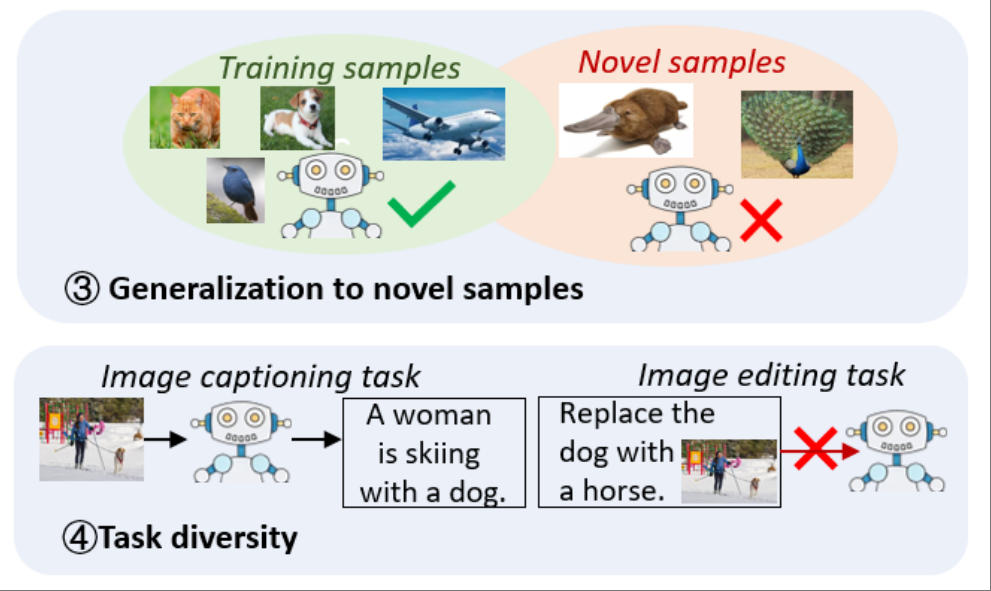 Training samples
Novel samples
③ Generalization to novel samples
Image captioning task
Image editing task
A woman
is skiing
with a dog.
Replace the
dog with
a horse.
④Task diversity